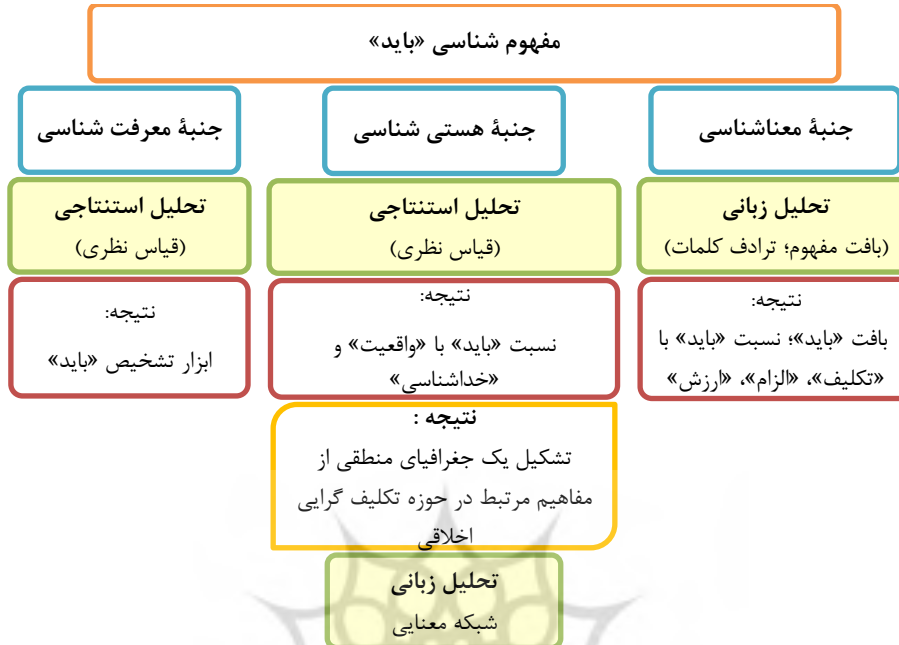 مفهوم شناسی «باید»
جنبۀ معناشناسی
جنبۀ هستی شناسی
جنبۀ معرفت شناسی
تحلیل زبانی
(بافت مفهوم؛ ترادف کلمات)
تحلیل استنتاجی
(قیاس نظری)
تحلیل استنتاجی
(قیاس نظری)
نتیجه:
بافت «باید»؛ نسبت «باید» با
«تکلیف»، «الزام»، «ارزش»
نتیجه:
نسبت «باید» با «واقعیت» و
«خداشناسی»
نتیجه:
ابزار تشخیص «باید»
نتیجه :
تشکیل یک جغرافیای منطقی از
مفاهیم مرتبط در حوزه تکلیف گرایی
اخلاقی
تحلیل زبانی
شبکه معنایی